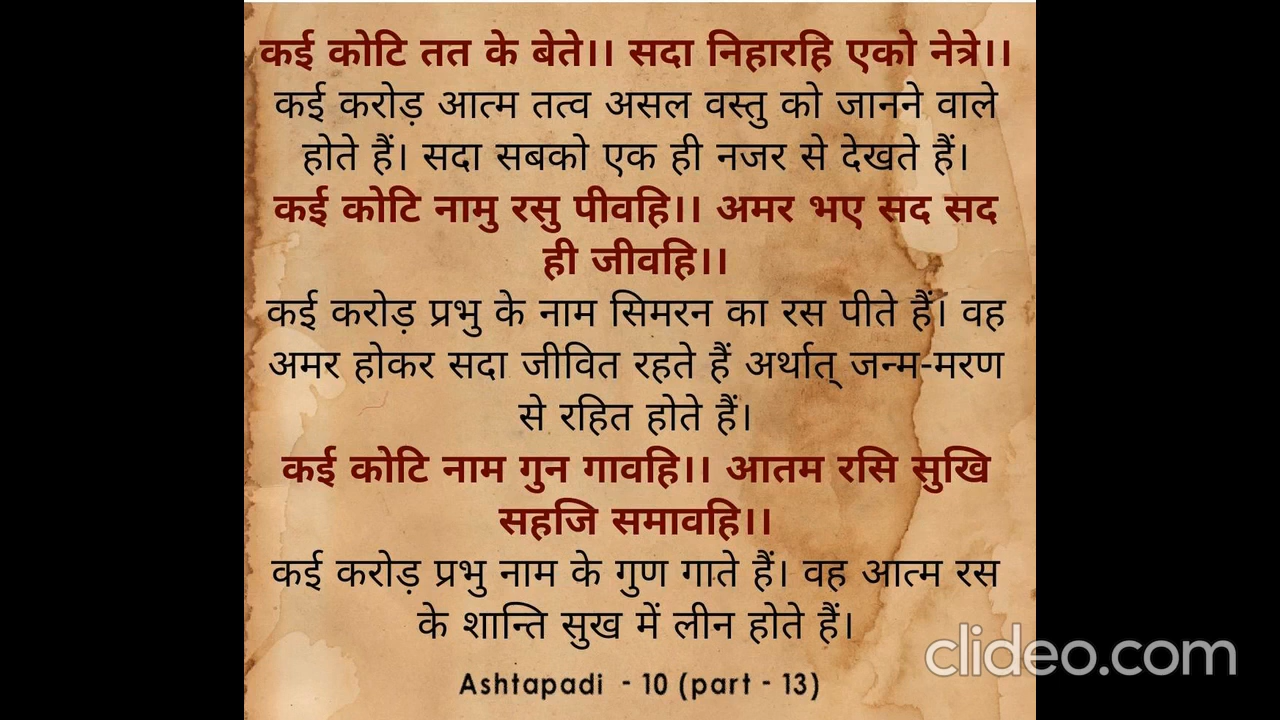 कई कोटि तत के बेते।। सदा निहारहि एको नेत्रे।।
कई करोड़ आत्म तत्व असल वस्तु को जानने वाले
होते हैं। सदा सबको एक ही नजर से देखते हैं।
कई कोटि नामु रसु पीवहि।। अमर भए सद सद
ही जीवहि।।
कई करोड़ प्रभु के नाम सिमरन का रस पीते हैं। वह
अमर होकर सदा जीवित रहते हैं अर्थात् जन्म-मरण
से रहित होते हैं।
कई कोटि नाम गुन गावहि।। आतम रसि सुखि
सहजि समावहि।।
कई करोड़ प्रभु नाम के गुण गाते हैं। वह आत्म रस
के शान्ति सुख में लीन होते हैं।
clideo.com
Ashtapadi - 10 (part - 13)